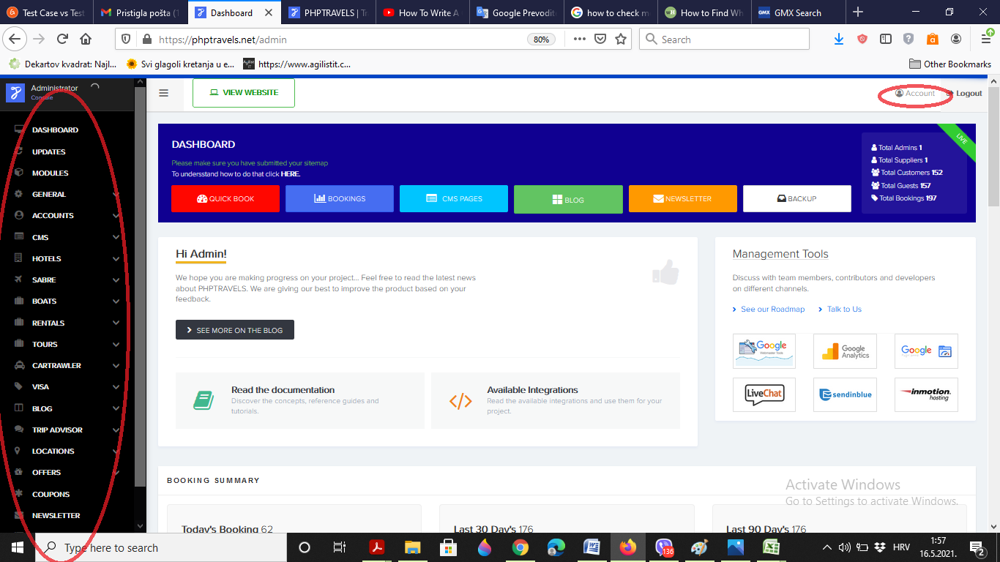 Test Case vs Test
Pristigla pošta (1
Dashboard
PHPTRAVELS | Tr
How To Write A
Google Prevodite
how to check m
How to Find Wh
GMX Search
https://phptravels.net/admin
80%
Search
Dekartov kvadrat: Najl...
Svi glagoli kretanja u e...
https://www.agilistit.c...
Other Bookmarks
Administrator
Console
VIEW WEBSITE
Account
Logout
DASHBOARD
UPDATES
MODULES
GENERAL
ACCOUNTS
CMS
HOTELS
SABRE
BOATS
RENTALS
TOURS
CARTRAWLER
VISA
BLOG
TRIP ADVISOR
LOCATIONS
OFFERS
COUPONS
NEWSLETTER
DASHBOARD
Please make sure you have submitted your sitemap
To undersstand how to do that click HERE.
QUICK BOOK
BOOKINGS
CMS PAGES
BLOG
NEWSLETTER
BACKUP
LIVE
Total Admins 1
Total Suppliers 1
Total Customers 152
Total Guests 157
Total Bookings 197
Hi Admin!
We hope you are making progress on your project... Feel free to read the latest news
about PHPTRAVELS. We are giving our best to improve the product based on your
feedback.
SEE MORE ON THE BLOG
Read the documentation
Discover the concepts, reference guides and
tutorials.
Available Integrations
Read the available integrations and use them for your
project.
Management Tools
Discuss with team members, contributors and developers
on different channels.
See our Roadmap
Talk to Us
Google
Webmaster Tools
Google
Analytics
Google
LiveChat
sendinblue
inmotion
hosting
BOOKING SUMMARY
Today's Booking 62
Last 30 Day's 176
Last 90 Day's 176
Activate Windows
Go to Settings to activate Windows.
Type here to search
136
HRV
1:57
16.5.2021.
2